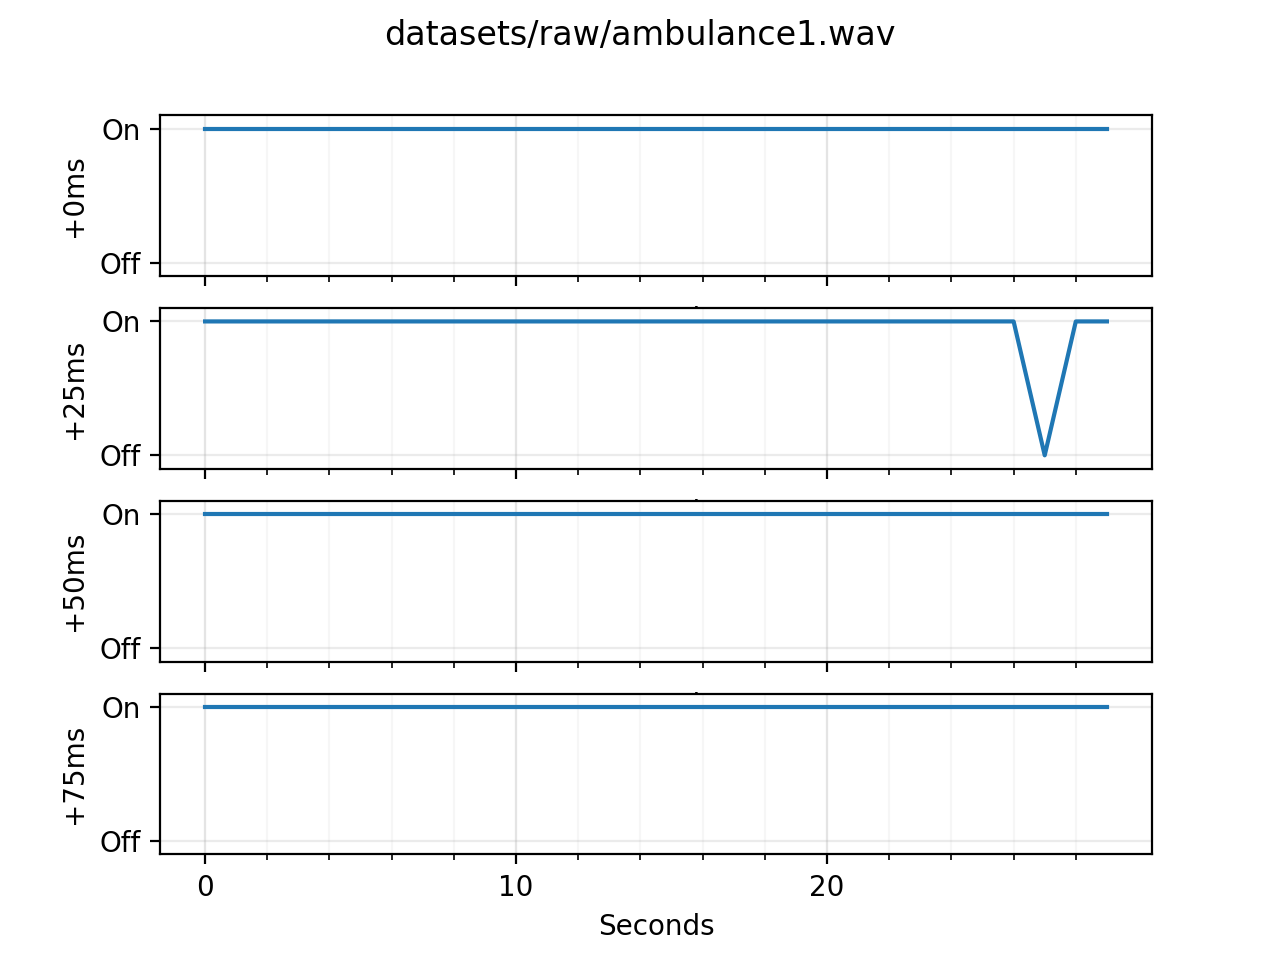 datasets/raw/ambulance1.wav
On
+0ms
Off
On
+25ms
Off
On
+50ms
Off
On
+75ms
Off
0 10 20
Seconds